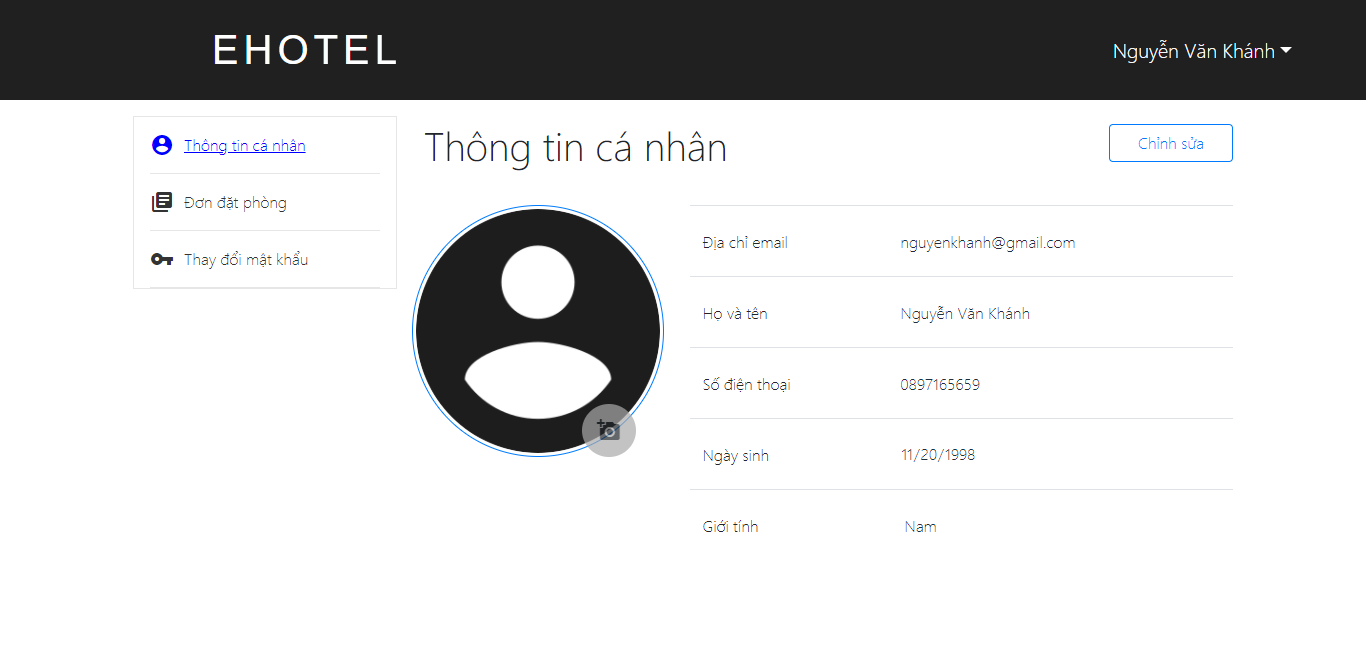 EHOTEL
Nguyễn Văn Khánh
Thông tin cá nhân
Đơn đặt phòng
Thay đổi mật khẩu
Thông tin cá nhân
Chỉnh sửa
Địa chỉ email nguyenkhanh@gmail.com
Họ và tên Nguyễn Văn Khánh
Số điện thoại 0897165659
Ngày sinh 11/20/1998
Giới tính Nam